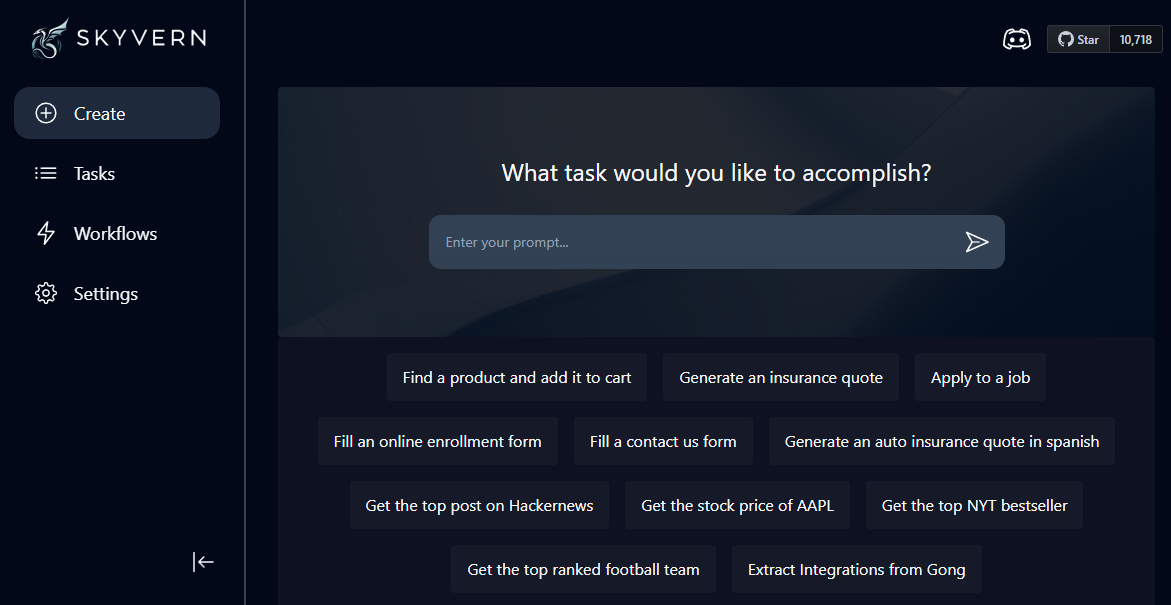 SKYVERN
Star 10,718
Create
Tasks
Workflows
Settings
What task would you like to accomplish?
Enter your prompt...
Find a product and add it to cart
Generate an insurance quote
Apply to a job
Fill an online enrollment form
Fill a contact us form
Generate an auto insurance quote in spanish
Get the top post on Hackernews
Get the stock price of AAPL
Get the top NYT bestseller
Get the top ranked football team
Extract Integrations from Gong